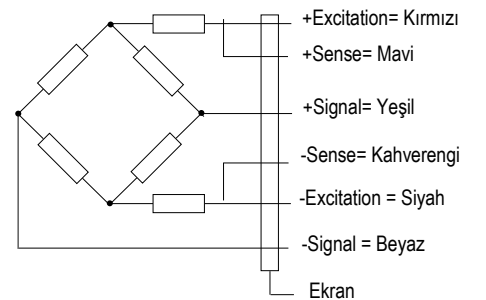 +Excitation= Kırmızı
+Sense= Mavi
+Signal= Yeşil
-Sense= Kahverengi
-Excitation = Siyah
-Signal = Beyaz
Ekran